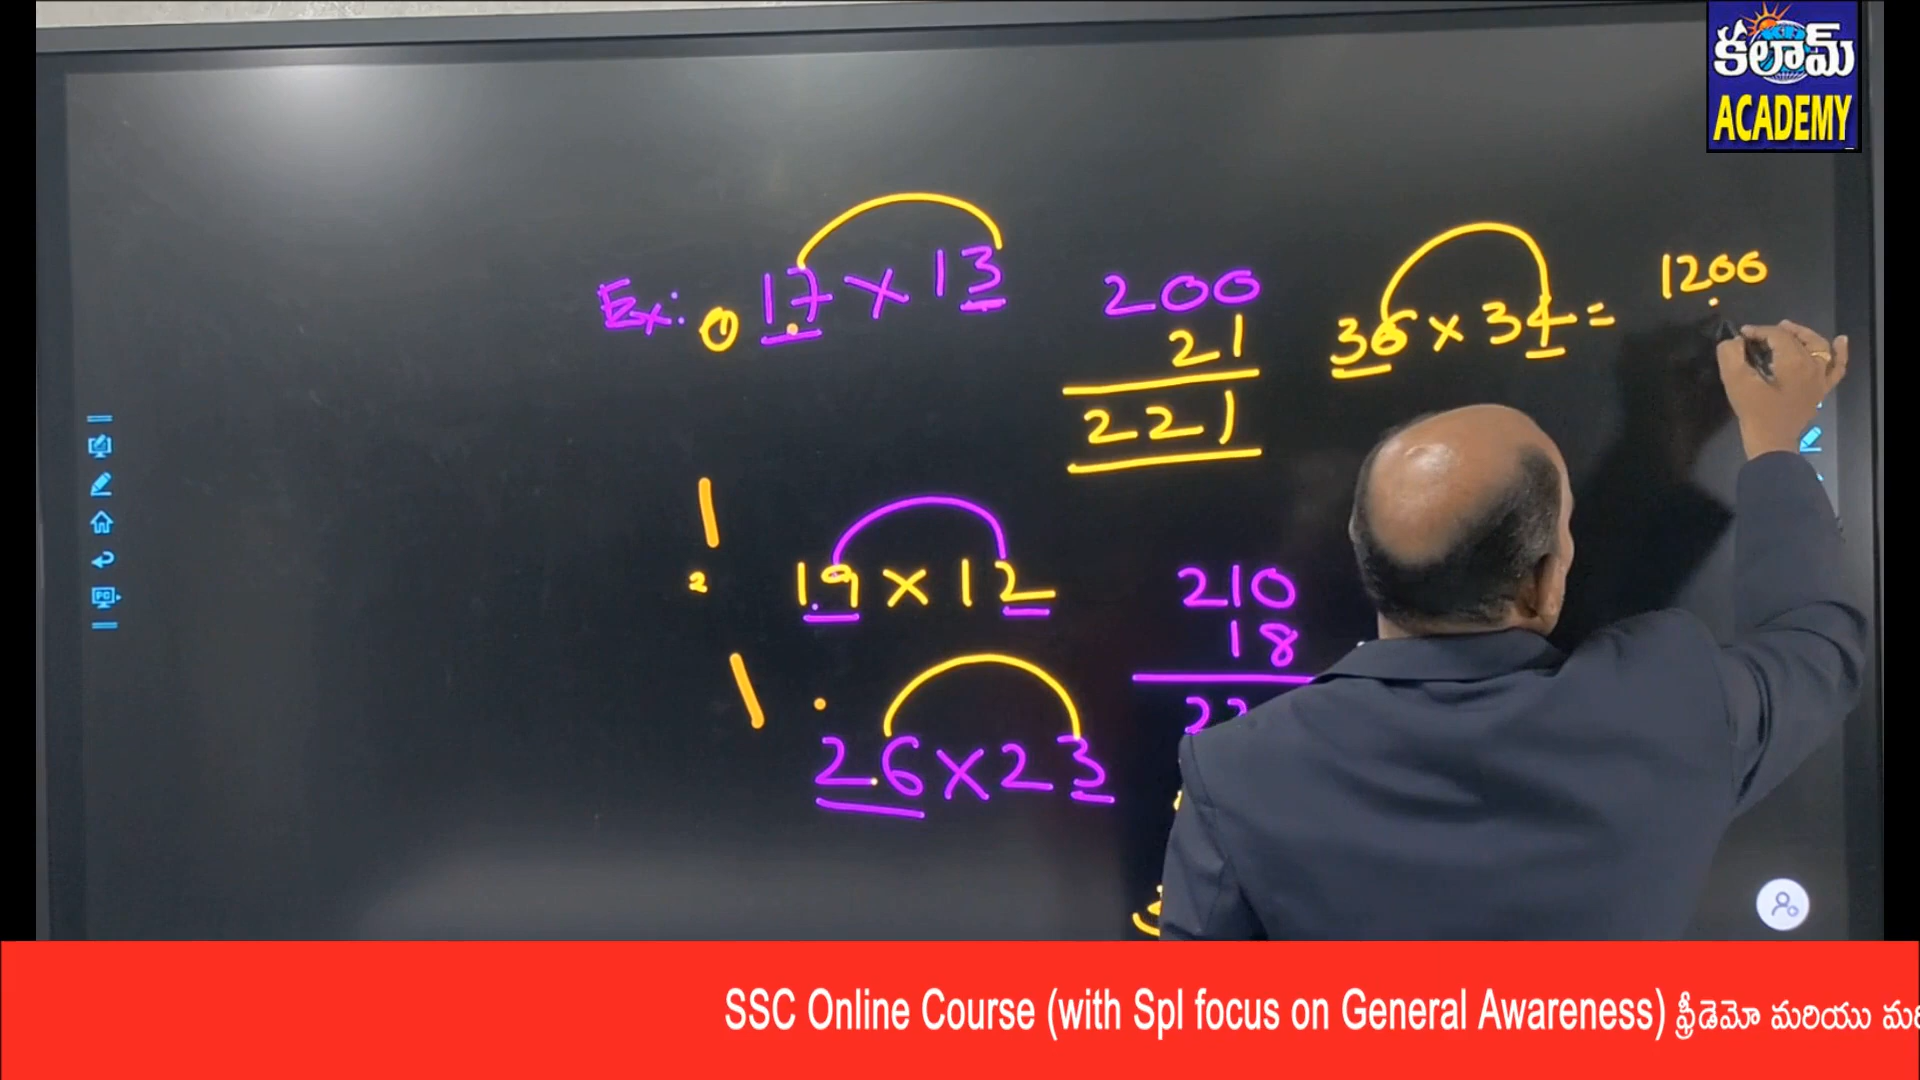 కలామ్
ACADEMY
Ex: 1 17 × 13
200
21
221
36 × 34 = 1200
2 19 × 12
210
18
26 × 23
SSC Online Course (with Spl focus on General Awareness) ఫ్రీడెమో మరియు